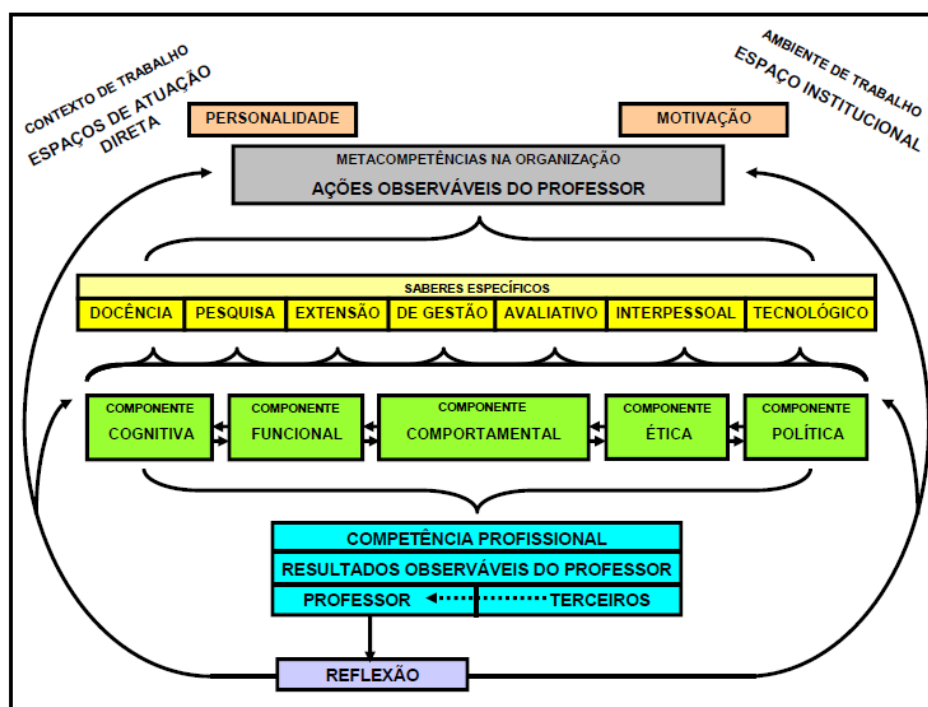 CONTEXTO DE TRABALHO
ESPAÇOS DE ATUAÇÃO
DIRETA
AMBIENTE DE TRABALHO
ESPAÇO INSTITUCIONAL
PERSONALIDADE
MOTIVAÇÃO
METACOMPETÊNCIAS NA ORGANIZAÇÃO
AÇÕES OBSERVÁVEIS DO PROFESSOR
SABERES ESPECÍFICOS
DOCÊNCIA PESQUISA EXTENSÃO DE GESTÃO AVALIATIVO INTERPESSOAL TECNOLÓGICO
COMPONENTE
COGNITIVA
COMPONENTE
FUNCIONAL
COMPONENTE
COMPORTAMENTAL
COMPONENTE
ÉTICA
COMPONENTE
POLÍTICA
COMPETÊNCIA PROFISSIONAL
RESULTADOS OBSERVÁVEIS DO PROFESSOR
PROFESSOR TERCEIROS
REFLEXÃO